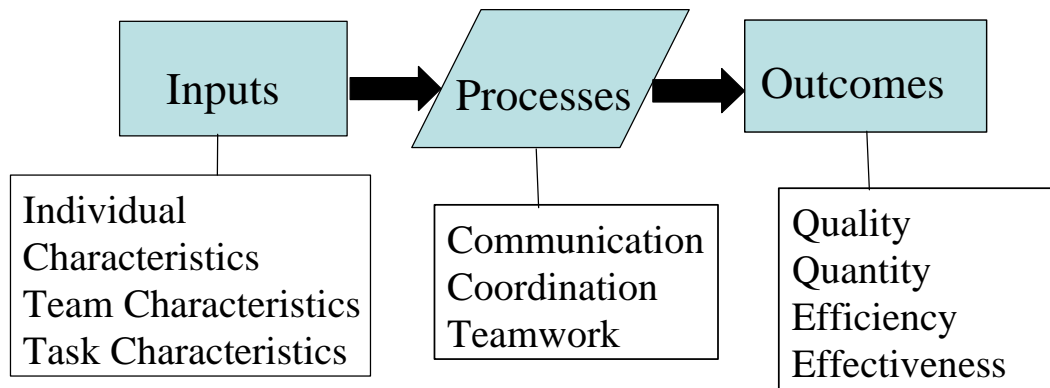 Inputs
Processes
Outcomes
Individual
Characteristics
Team Characteristics
Task Characteristics
Communication
Coordination
Teamwork
Quality
Quantity
Efficiency
Effectiveness